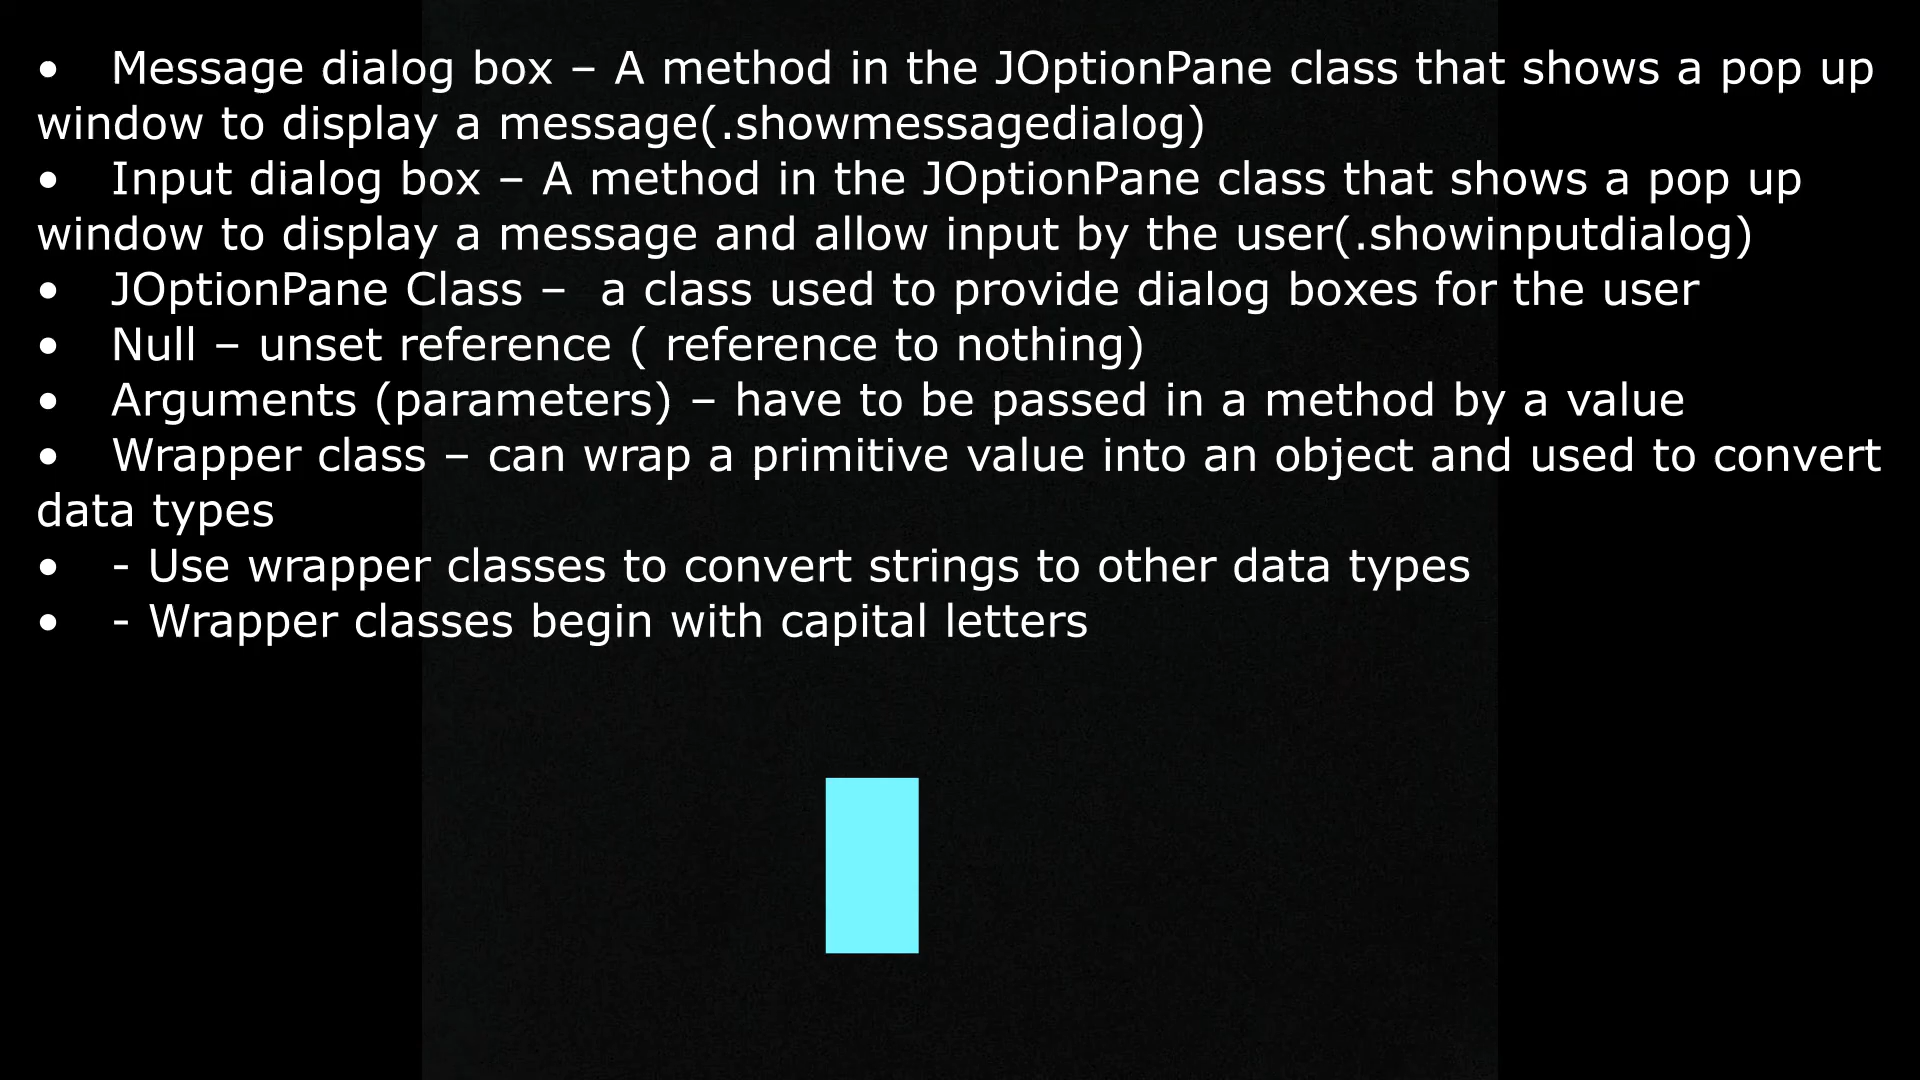 • Message dialog box – A method in the JOptionPane class that shows a pop up
window to display a message(.showmessagedialog)
• Input dialog box – A method in the JOptionPane class that shows a pop up
window to display a message and allow input by the user(.showinputdialog)
• JOptionPane Class –  a class used to provide dialog boxes for the user
• Null – unset reference ( reference to nothing)
• Arguments (parameters) – have to be passed in a method by a value
• Wrapper class – can wrap a primitive value into an object and used to convert
data types
• - Use wrapper classes to convert strings to other data types
• - Wrapper classes begin with capital letters